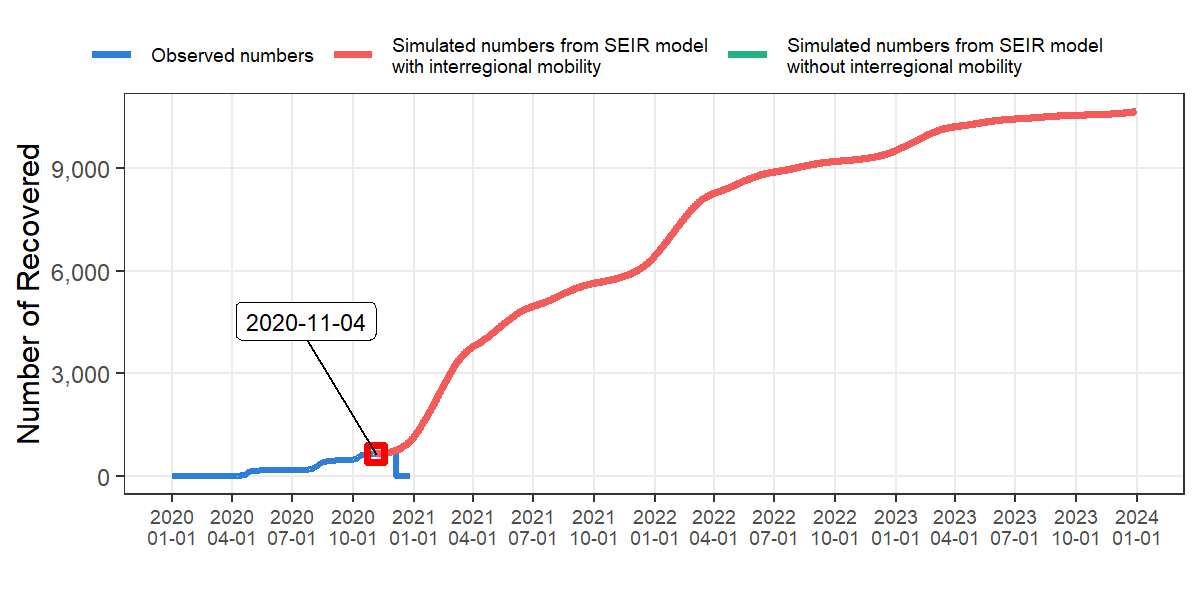 Observed numbers
Simulated numbers from SEIR model
with interregional mobility
Simulated numbers from SEIR model
without interregional mobility
Number of Recovered
9,000
6,000
3,000
0
2020-11-04
2020 2020 2020 2020 2021 2021 2021 2021 2022 2022 2022 2022 2023 2023 2023 2023 2024
01-01 04-01 07-01 10-01 01-01 04-01 07-01 10-01 01-01 04-01 07-01 10-01 01-01 04-01 07-01 10-01 01-01